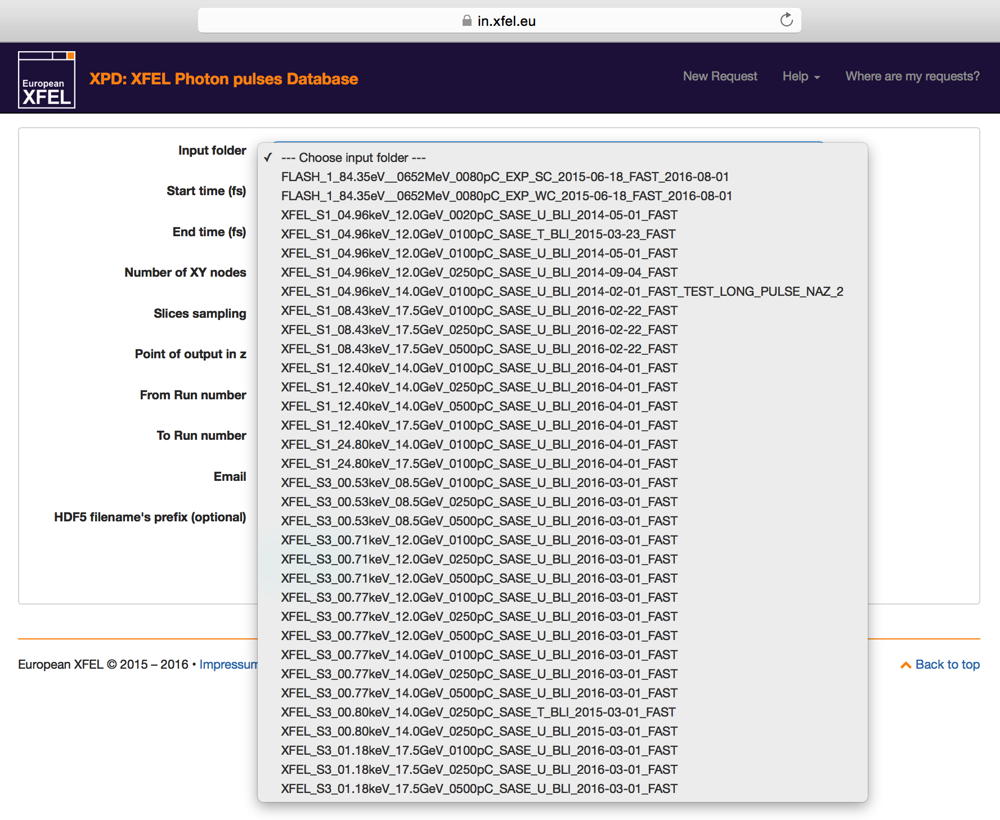 in.xfel.eu
European
XFEL
XPD: XFEL Photon pulses Database
New Request
Help
Where are my requests?
Input folder
Start time (fs)
End time (fs)
Number of XY nodes
Slices sampling
Point of output in z
From Run number
To Run number
Email
HDF5 filename's prefix (optional)
✓ --- Choose input folder ---
FLASH_1_84.35eV__0652MeV_0080pC_EXP_SC_2015-06-18_FAST_2016-08-01
FLASH_1_84.35eV__0652MeV_0080pC_EXP_WC_2015-06-18_FAST_2016-08-01
XFEL_S1_04.96keV_12.0GeV_0020pC_SASE_U_BLI_2014-05-01_FAST
XFEL_S1_04.96keV_12.0GeV_0100pC_SASE_T_BLI_2015-03-23_FAST
XFEL_S1_04.96keV_12.0GeV_0100pC_SASE_U_BLI_2014-05-01_FAST
XFEL_S1_04.96keV_12.0GeV_0250pC_SASE_U_BLI_2014-09-04_FAST
XFEL_S1_04.96keV_14.0GeV_0100pC_SASE_U_BLI_2014-02-01_FAST_TEST_LONG_PULSE_NAZ_2
XFEL_S1_08.43keV_17.5GeV_0100pC_SASE_U_BLI_2016-02-22_FAST
XFEL_S1_08.43keV_17.5GeV_0250pC_SASE_U_BLI_2016-02-22_FAST
XFEL_S1_08.43keV_17.5GeV_0500pC_SASE_U_BLI_2016-02-22_FAST
XFEL_S1_12.40keV_14.0GeV_0100pC_SASE_U_BLI_2016-04-01_FAST
XFEL_S1_12.40keV_14.0GeV_0250pC_SASE_U_BLI_2016-04-01_FAST
XFEL_S1_12.40keV_14.0GeV_0500pC_SASE_U_BLI_2016-04-01_FAST
XFEL_S1_12.40keV_17.5GeV_0100pC_SASE_U_BLI_2016-04-01_FAST
XFEL_S1_24.80keV_14.0GeV_0100pC_SASE_U_BLI_2016-04-01_FAST
XFEL_S1_24.80keV_17.5GeV_0100pC_SASE_U_BLI_2016-04-01_FAST
XFEL_S3_00.53keV_08.5GeV_0100pC_SASE_U_BLI_2016-03-01_FAST
XFEL_S3_00.53keV_08.5GeV_0250pC_SASE_U_BLI_2016-03-01_FAST
XFEL_S3_00.53keV_08.5GeV_0500pC_SASE_U_BLI_2016-03-01_FAST
XFEL_S3_00.71keV_12.0GeV_0100pC_SASE_U_BLI_2016-03-01_FAST
XFEL_S3_00.71keV_12.0GeV_0250pC_SASE_U_BLI_2016-03-01_FAST
XFEL_S3_00.71keV_12.0GeV_0500pC_SASE_U_BLI_2016-03-01_FAST
XFEL_S3_00.77keV_12.0GeV_0100pC_SASE_U_BLI_2016-03-01_FAST
XFEL_S3_00.77keV_12.0GeV_0250pC_SASE_U_BLI_2016-03-01_FAST
XFEL_S3_00.77keV_12.0GeV_0500pC_SASE_U_BLI_2016-03-01_FAST
XFEL_S3_00.77keV_14.0GeV_0100pC_SASE_U_BLI_2016-03-01_FAST
XFEL_S3_00.77keV_14.0GeV_0250pC_SASE_U_BLI_2016-03-01_FAST
XFEL_S3_00.77keV_14.0GeV_0500pC_SASE_U_BLI_2016-03-01_FAST
XFEL_S3_00.80keV_14.0GeV_0250pC_SASE_T_BLI_2015-03-01_FAST
XFEL_S3_00.80keV_14.0GeV_0250pC_SASE_U_BLI_2015-03-01_FAST
XFEL_S3_01.18keV_17.5GeV_0100pC_SASE_U_BLI_2016-03-01_FAST
XFEL_S3_01.18keV_17.5GeV_0250pC_SASE_U_BLI_2016-03-01_FAST
XFEL_S3_01.18keV_17.5GeV_0500pC_SASE_U_BLI_2016-03-01_FAST
European XFEL © 2015 – 2016 • Impressum
Back to top